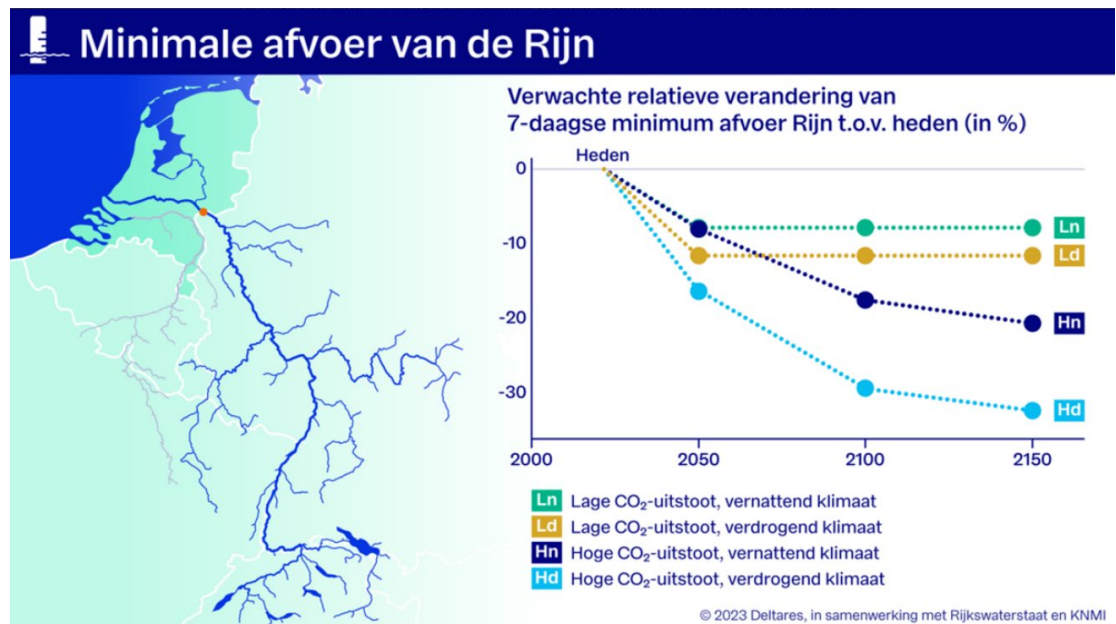 Minimale afvoer van de Rijn
Verwachte relatieve verandering van
7-daagse minimum afvoer Rijn t.o.v. heden (in %)
Heden
0
-10
-20
-30
Ln
Ld
Hn
Hd
2000
2050
2100
2150
Ln Lage CO₂-uitstoot, vernattend klimaat
Ld Lage CO₂-uitstoot, verdrogend klimaat
Hn Hoge CO₂-uitstoot, vernattend klimaat
Hd Hoge CO₂-uitstoot, verdrogend klimaat
© 2023 Deltares, in samenwerking met Rijkswaterstaat en KNMI